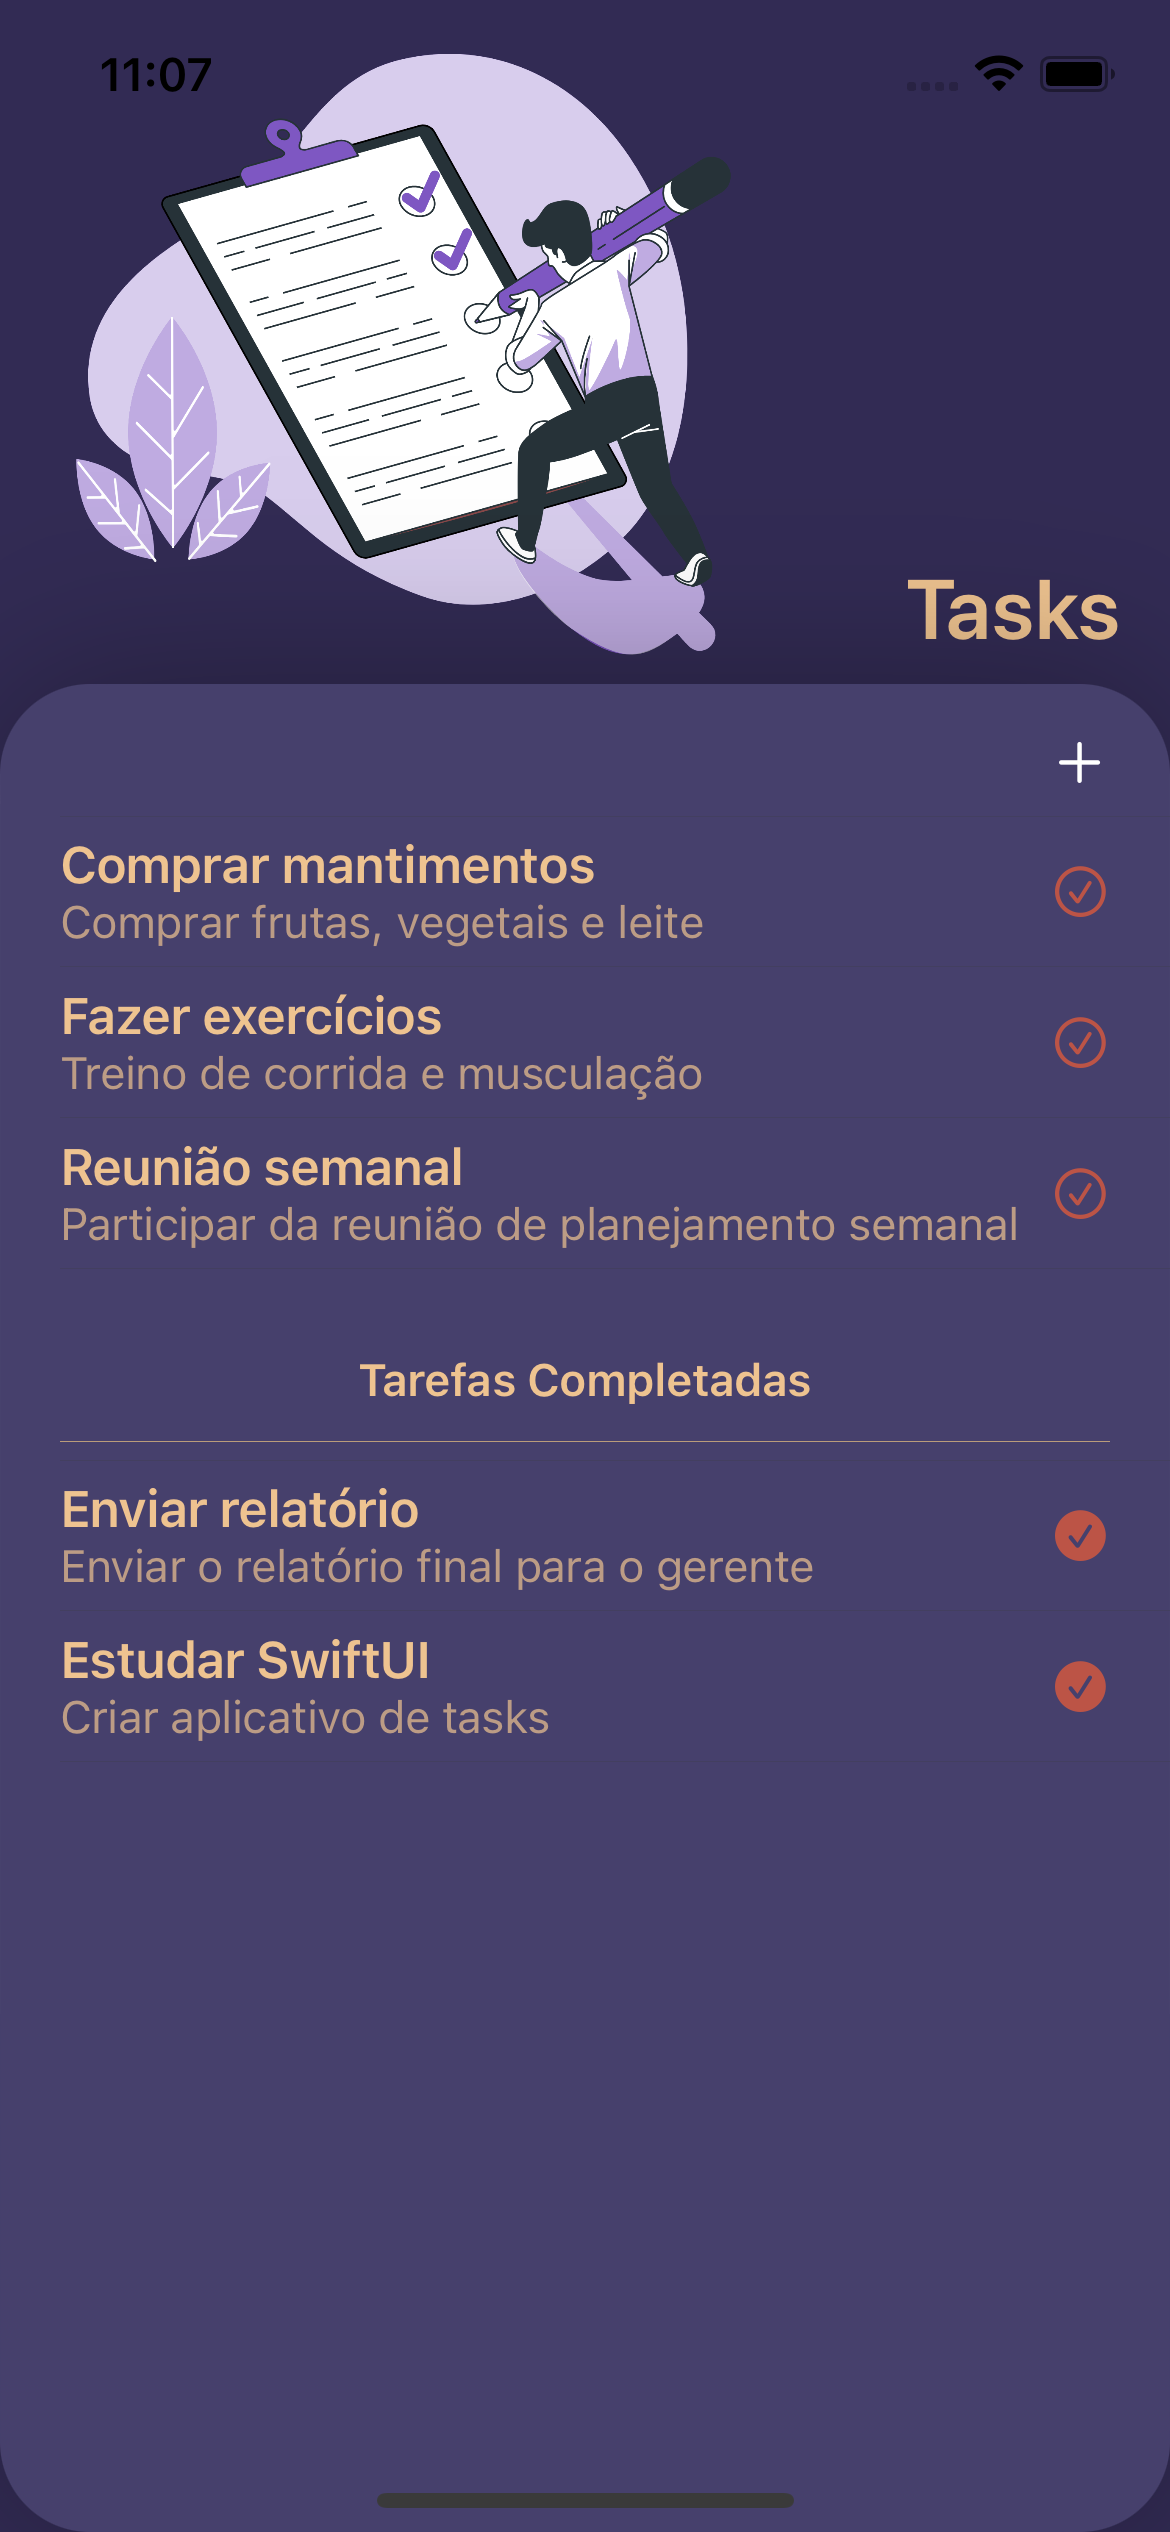 11:07
Tasks
Comprar mantimentos
Comprar frutas, vegetais e leite
Fazer exercícios
Treino de corrida e musculação
Reunião semanal
Participar da reunião de planejamento semanal
Tarefas Completadas
Enviar relatório
Enviar o relatório final para o gerente
Estudar SwiftUI
Criar aplicativo de tasks